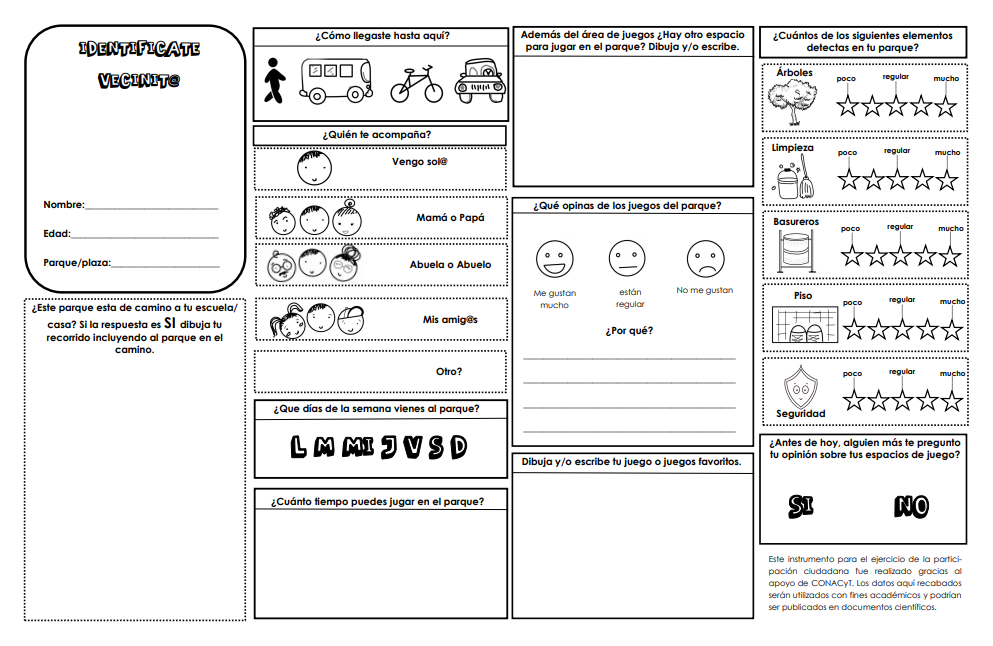 IDENTIFICATE
VECINIT@
Nombre:________________________
Edad:___________________________
Parque/plaza:____________________
¿Este parque esta de camino a tu escuela/
casa? Si la respuesta es SI dibuja tu
recorrido incluyendo al parque en el
camino.
¿Cómo llegaste hasta aquí?
¿Quién te acompaña?
Vengo sol@
Mamá o Papá
Abuela o Abuelo
Mis amig@s
Otro?
¿Que días de la semana vienes al parque?
L M MI J V S D
¿Cuánto tiempo puedes jugar en el parque?
Además del área de juegos ¿Hay otro espacio
para jugar en el parque? Dibuja y/o escribe.
¿Qué opinas de los juegos del parque?
Me gustan
mucho
están
regular
No me gustan
¿Por qué?
Dibuja y/o escribe tu juego o juegos favoritos.
¿Cuántos de los siguientes elementos
detectas en tu parque?
Árboles
poco regular mucho
Limpieza
poco regular mucho
Basureros
poco regular mucho
Piso
poco regular mucho
poco regular mucho
Seguridad
¿Antes de hoy, alguien más te pregunto
tu opinión sobre tus espacios de juego?
SI NO
Este instrumento para el ejercicio de la partici-
pación ciudadana fue realizado gracias al
apoyo de CONACyT. Los datos aquí recabados
serán utilizados con fines académicos y podrían
ser publicados en documentos científicos.